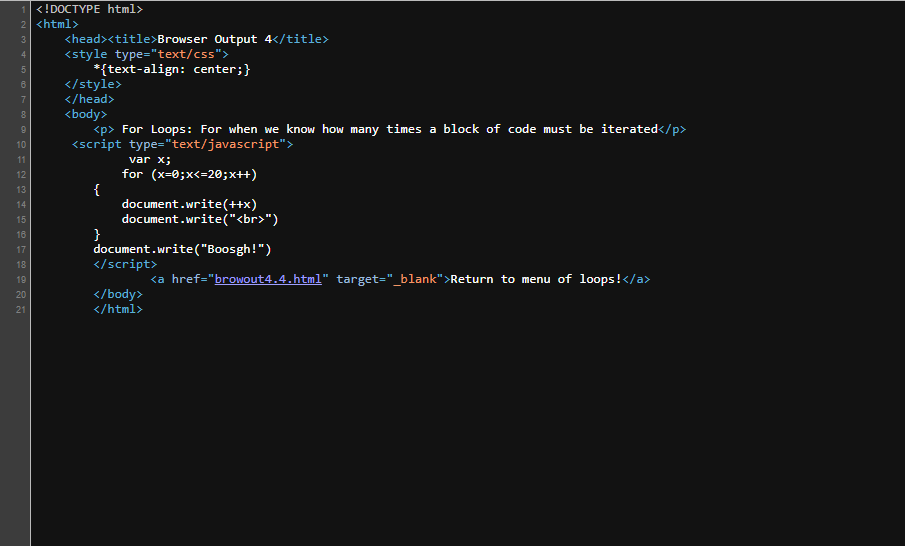 1 <!DOCTYPE html>
2 <html>
3 <head><title>Browser Output 4</title>
4 <style type="text/css">
5 *{text-align: center;}
6 </style>
7 </head>
8 <body>
9 <p> For Loops: For when we know how many times a block of code must be iterated</p>
10 <script type="text/javascript">
11 var x;
12 for (x=0;x<=20;x++)
13 {
14 document.write(++x)
15 document.write("<br>")
16 }
17 document.write("Boosgh!")
18 </script>
19 <a href="browout4.4.html" target="_blank">Return to menu of loops!</a>
20 </body>
21 </html>